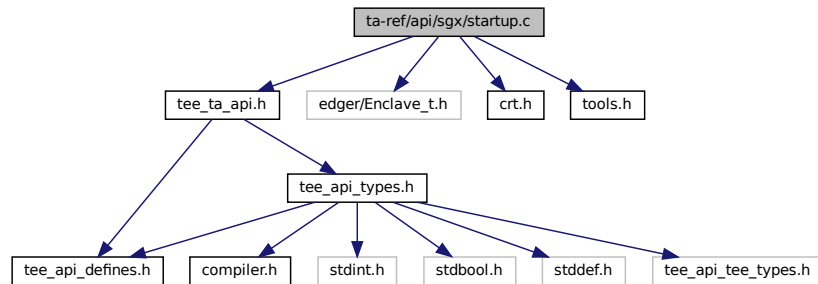 ta-ref/api/sgx/startup.c
tee_ta_api.h
edger/Enclave_t.h
crt.h
tools.h
tee_api_types.h
tee_api_defines.h
compiler.h
stdint.h
stdbool.h
stddef.h
tee_api_tee_types.h